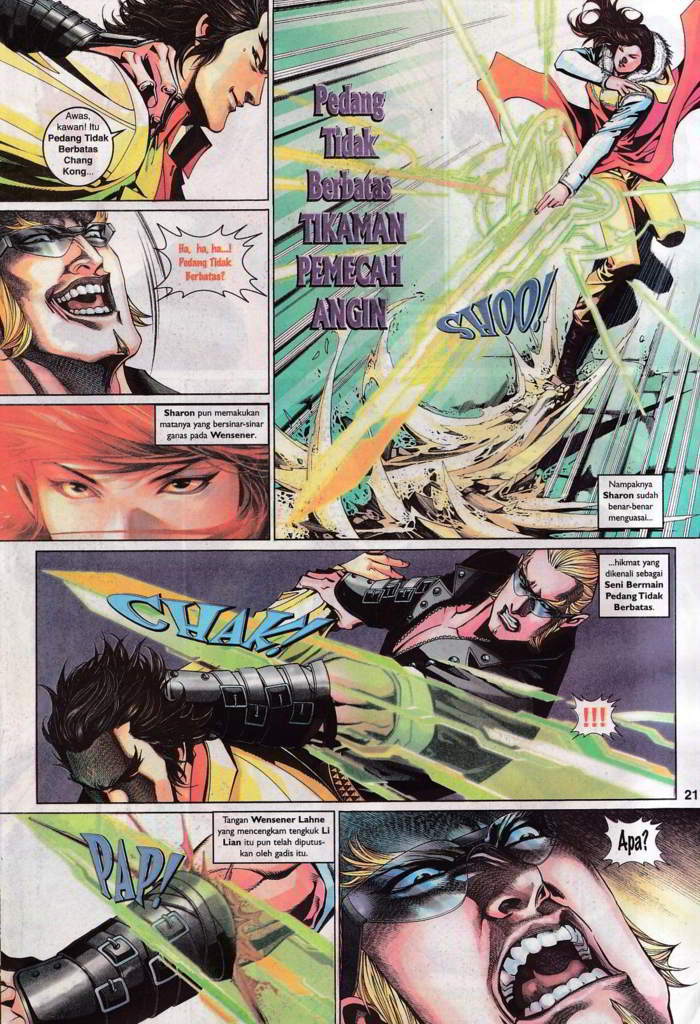 Awas,
kawan! Itu
Pedang Tidak
Berbatas
Chang
Kong...
Pedang
Tidak
Berbatas
TIKAMAN
PEMECAH
ANGIN
SHOO!
Ha, ha, ha...!
Pedang Tidak
Berbatas?
Sharon pun memakukan
matanya yang bersinar-sinar
ganas pada Wensener.
Nampaknya
Sharon sudah
benar-benar
menguasai...
...hikmat yang
dikenali sebagai
Seni Bermain
Pedang Tidak
Berbatas.
CHAK!
!!!
21
Tangan Wensener Lahne
yang mencengkam tengkuk Li
Lian itu pun telah diputus-
kan oleh gadis itu.
PAP!
Apa?